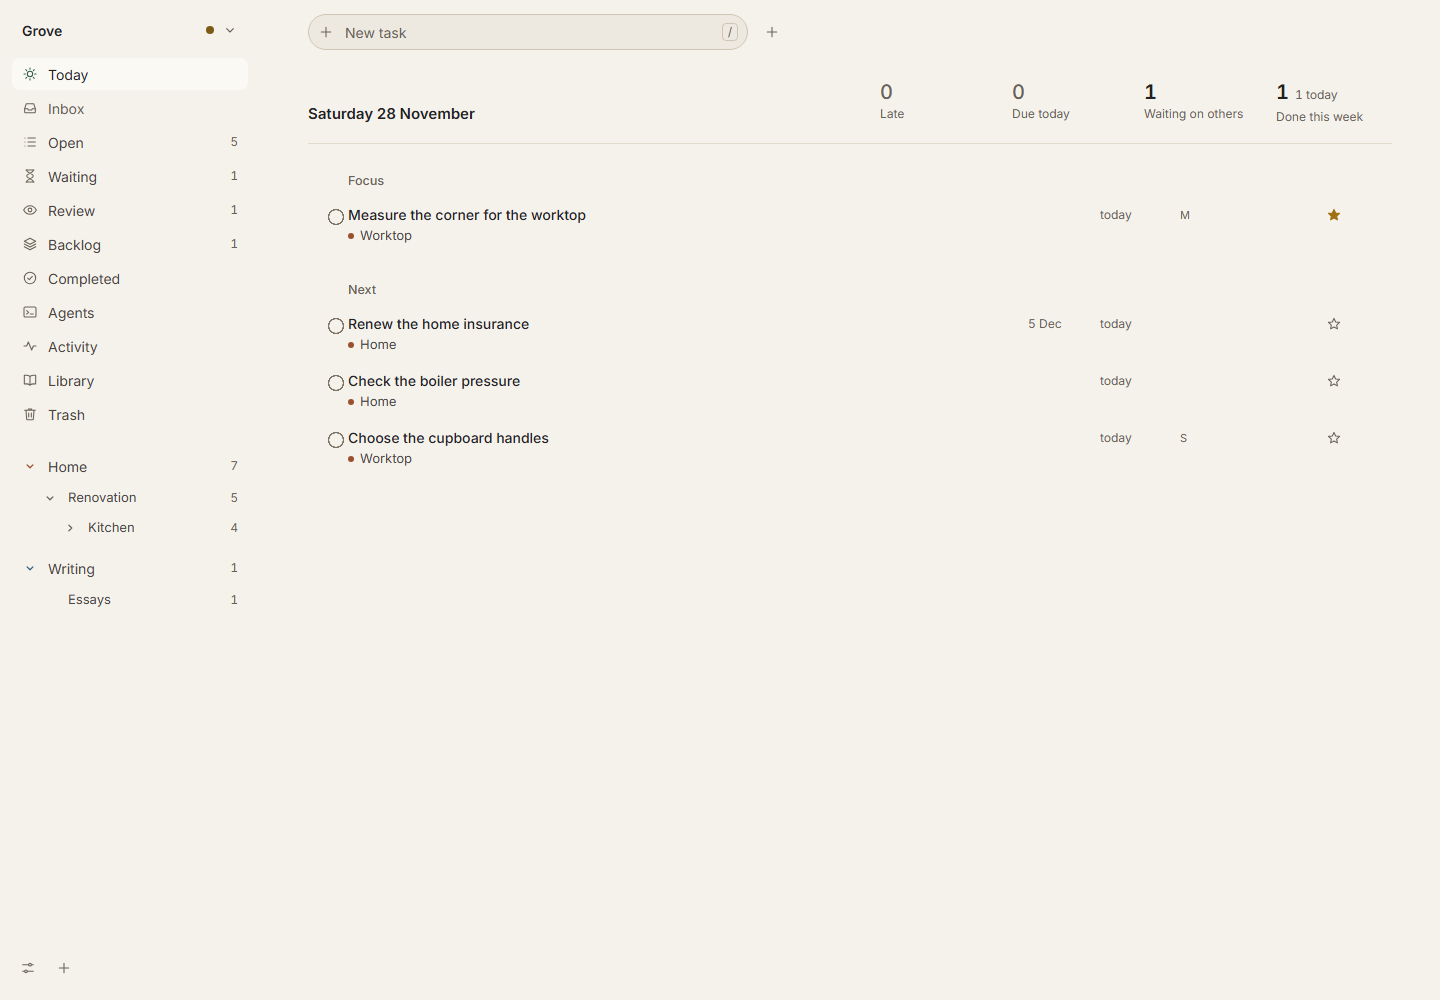 Grove
Today
Inbox
Open 5
Waiting 1
Review 1
Backlog 1
Completed
Agents
Activity
Library
Trash
Home 7
Renovation 5
Kitchen 4
Writing 1
Essays 1
New task /
Saturday 28 November
0
Late
0
Due today
1
Waiting on others
1 1 today
Done this week
Focus
Measure the corner for the worktop today M
Worktop
Next
Renew the home insurance 5 Dec today
Home
Check the boiler pressure today
Home
Choose the cupboard handles today S
Worktop